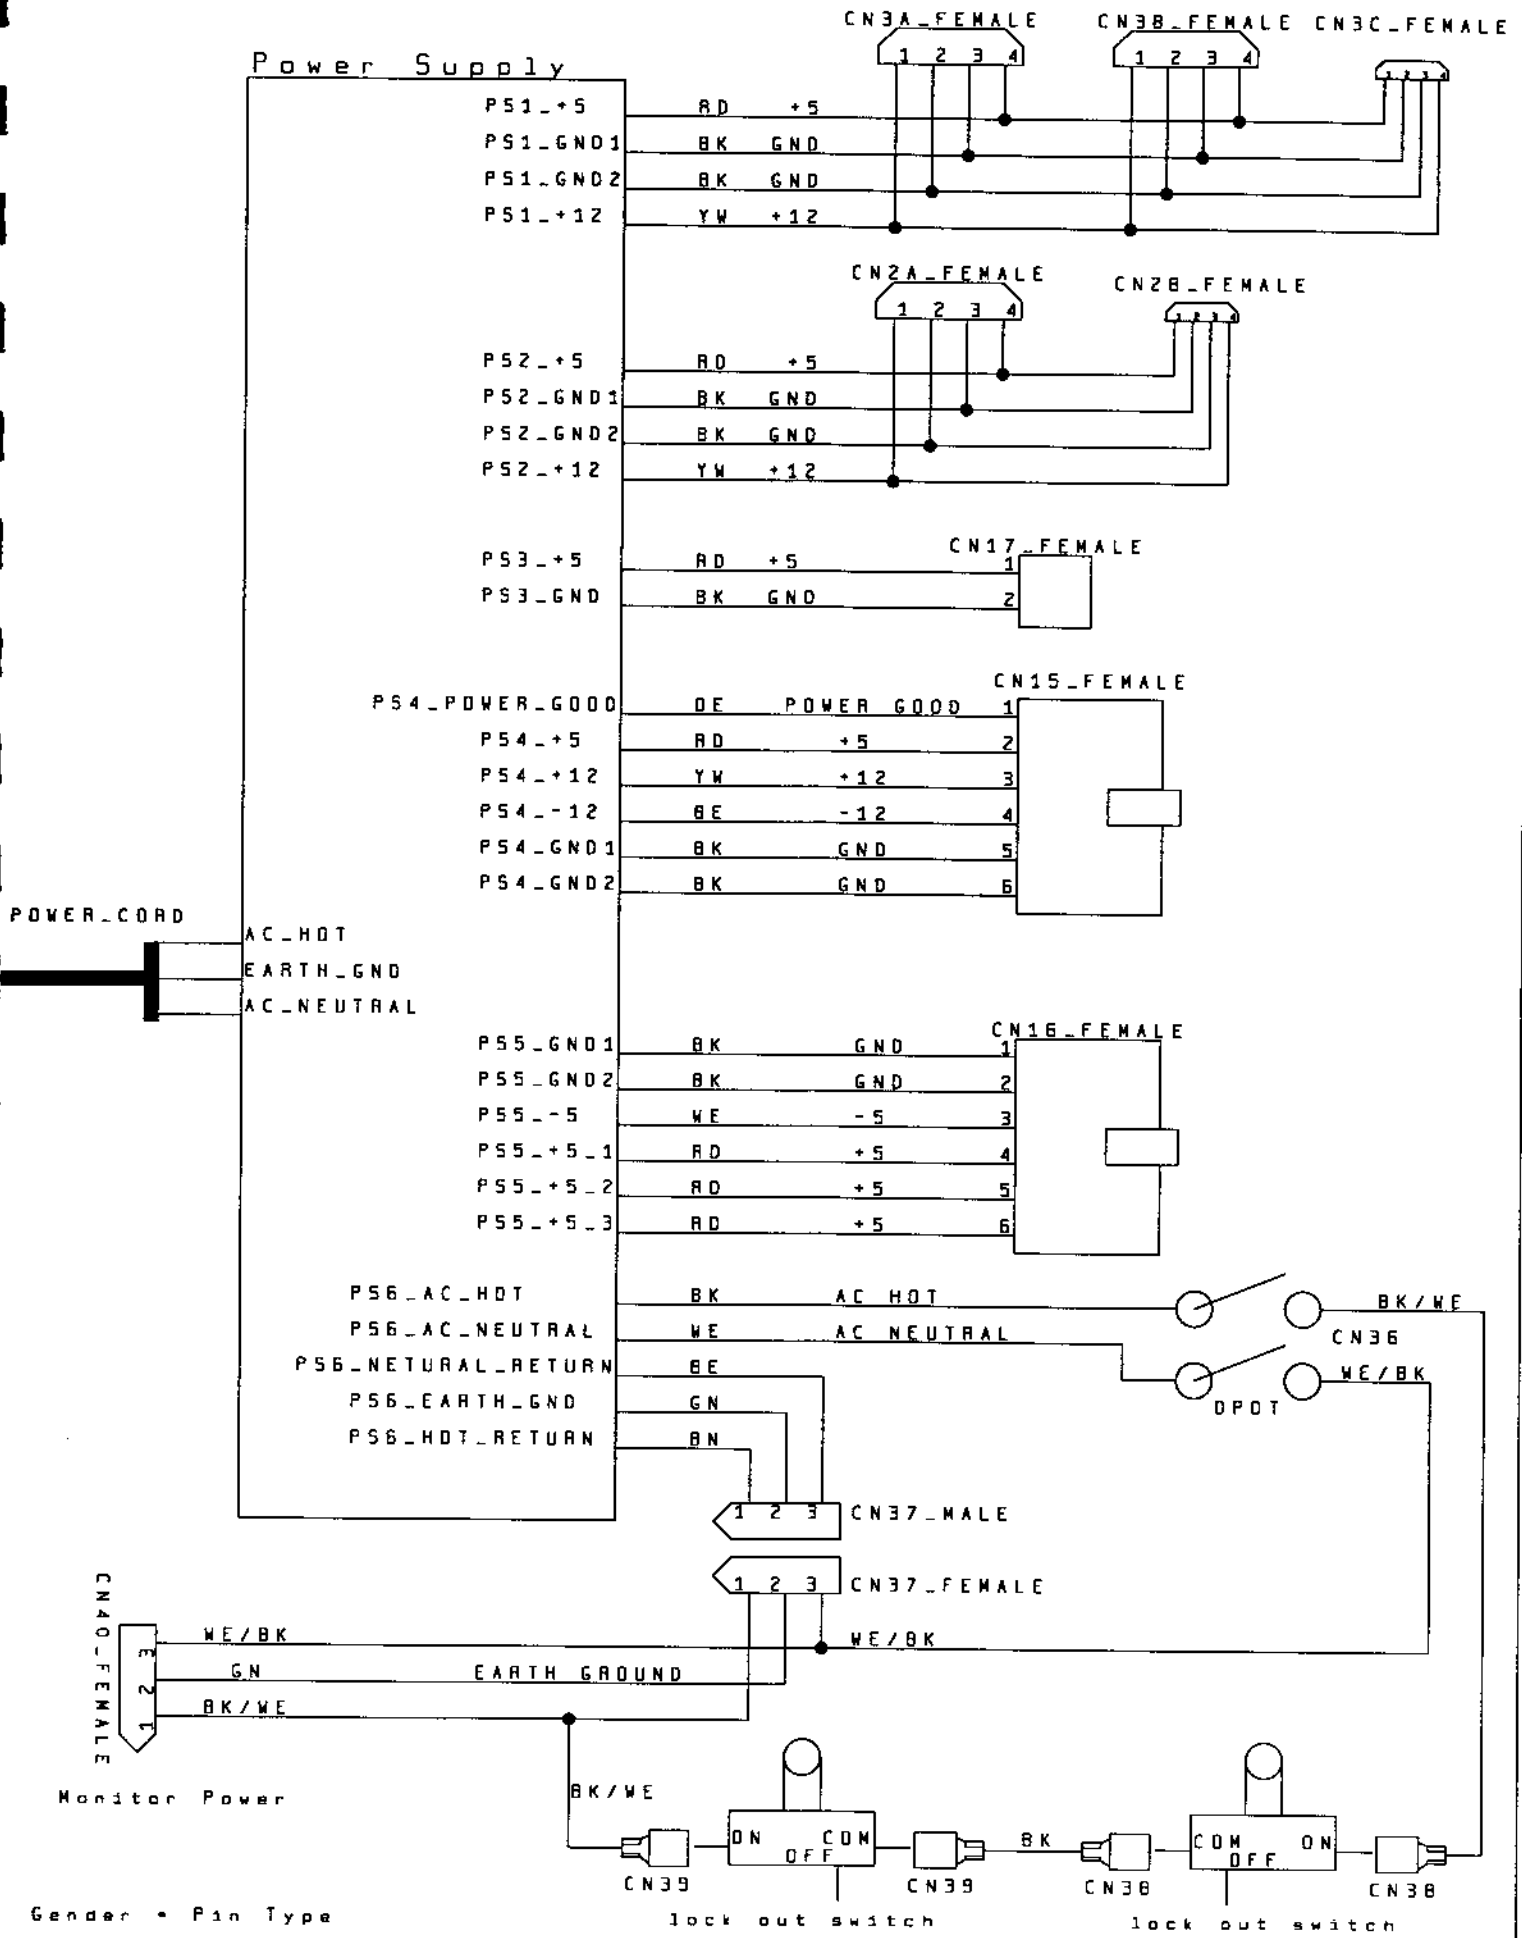 CN3A_FEMALE CN3B_FEMALE CN3C_FEMALE
1 2 3 4 1 2 3 4 1 2 3 4
Power Supply
PS1_+5 RD +5
PS1_GND1 BK GND
PS1_GND2 BK GND
PS1_+12 YW +12
CN2A_FEMALE CN2B_FEMALE
1 2 3 4 1 2 3 4
PS2_+5 RD +5
PS2_GND1 BK GND
PS2_GND2 BK GND
PS2_+12 YW +12
CN17_FEMALE
PS3_+5 RD +5 1
PS3_GND BK GND 2
CN15_FEMALE
PS4_POWER_GOOD OE POWER GOOD 1
PS4_+5 RD +5 2
PS4_+12 YW +12 3
PS4_-12 BE -12 4
PS4_GND1 BK GND 5
PS4_GND2 BK GND 6
POWER_CORD
AC_HOT
EARTH_GND
AC_NEUTRAL
CN16_FEMALE
PS5_GND1 BK GND 1
PS5_GND2 BK GND 2
PS5_-5 WE -5 3
PS5_+5_1 RD +5 4
PS5_+5_2 RD +5 5
PS5_+5_3 RD +5 6
PS6_AC_HOT BK AC HOT BK/WE
CN36
PS6_AC_NEUTRAL WE AC NEUTRAL
PS6_NETURAL_RETURN BE WE/BK
DPDT
PS6_EARTH_GND GN
PS6_HOT_RETURN BN
1 2 3 CN37_MALE
1 2 3 CN37_FEMALE
CN40_FEMALE
3 WE/BK WE/BK
2 GN EARTH GROUND
1 BK/WE
Monitor Power
BK/WE
ON COM OFF BK COM OFF ON
CN39 CN39 CN38 CN38
Gender = Pin Type
lock out switch lock out switch